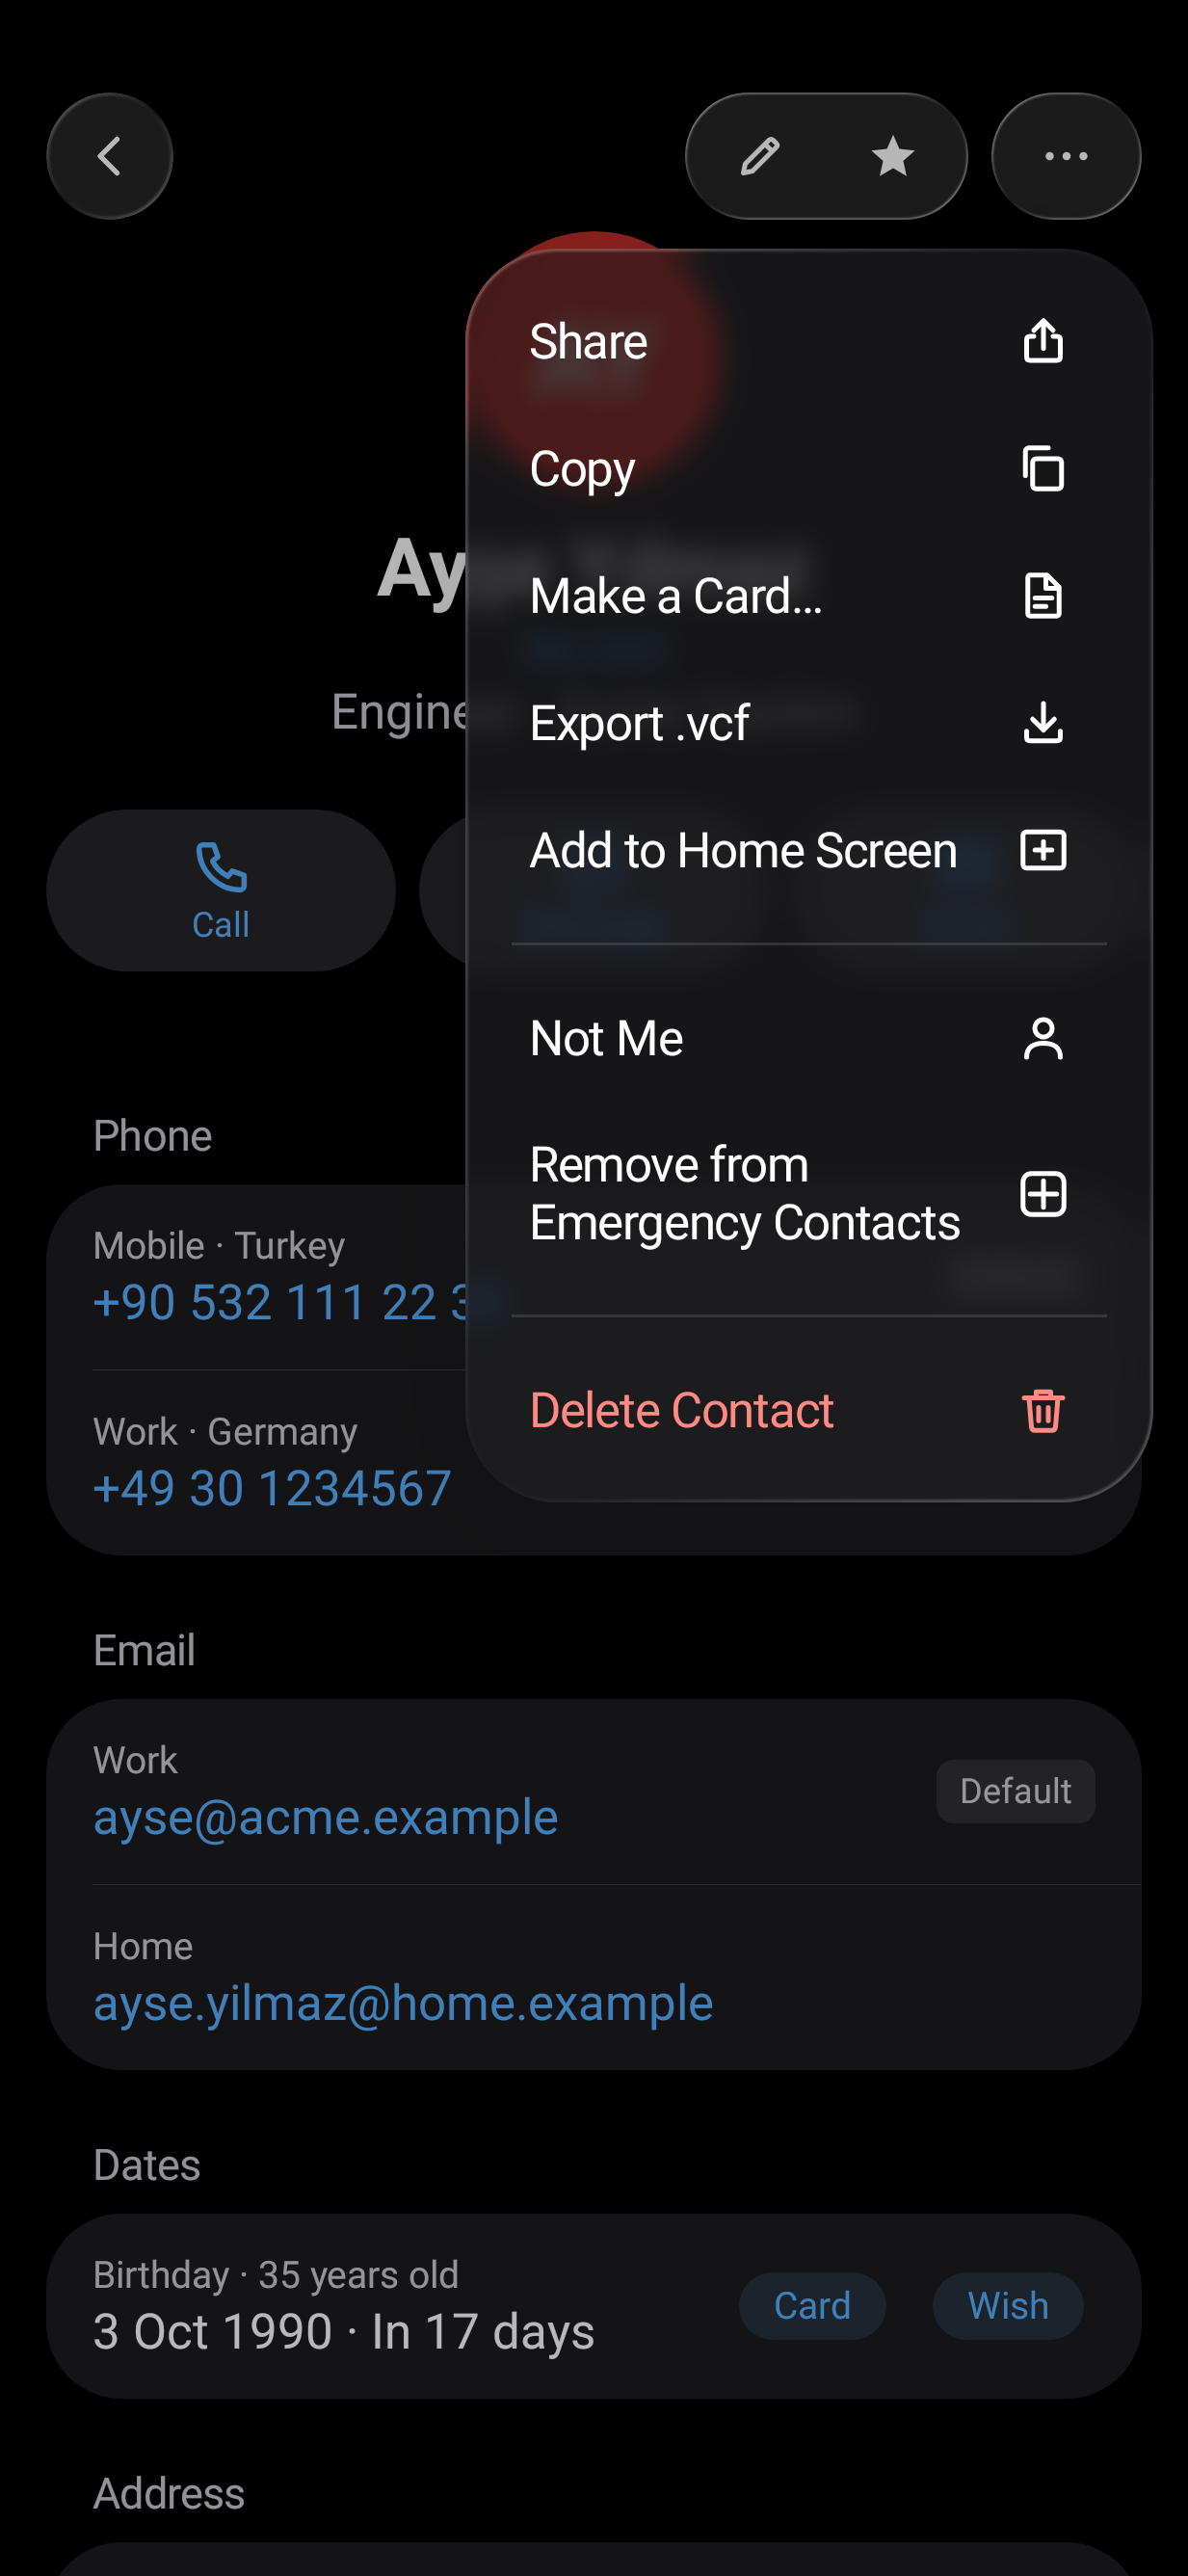 Share
Copy
Make a Card...
Export .vcf
Add to Home Screen
Call
Not Me
Remove from
Emergency Contacts
Delete Contact
Phone
Mobile · Turkey
+90 532 111 22
Work · Germany
+49 30 1234567
Email
Work
ayse@acme.example
Default
Home
ayse.yilmaz@home.example
Dates
Birthday · 35 years old
3 Oct 1990 · In 17 days
Card
Wish
Address